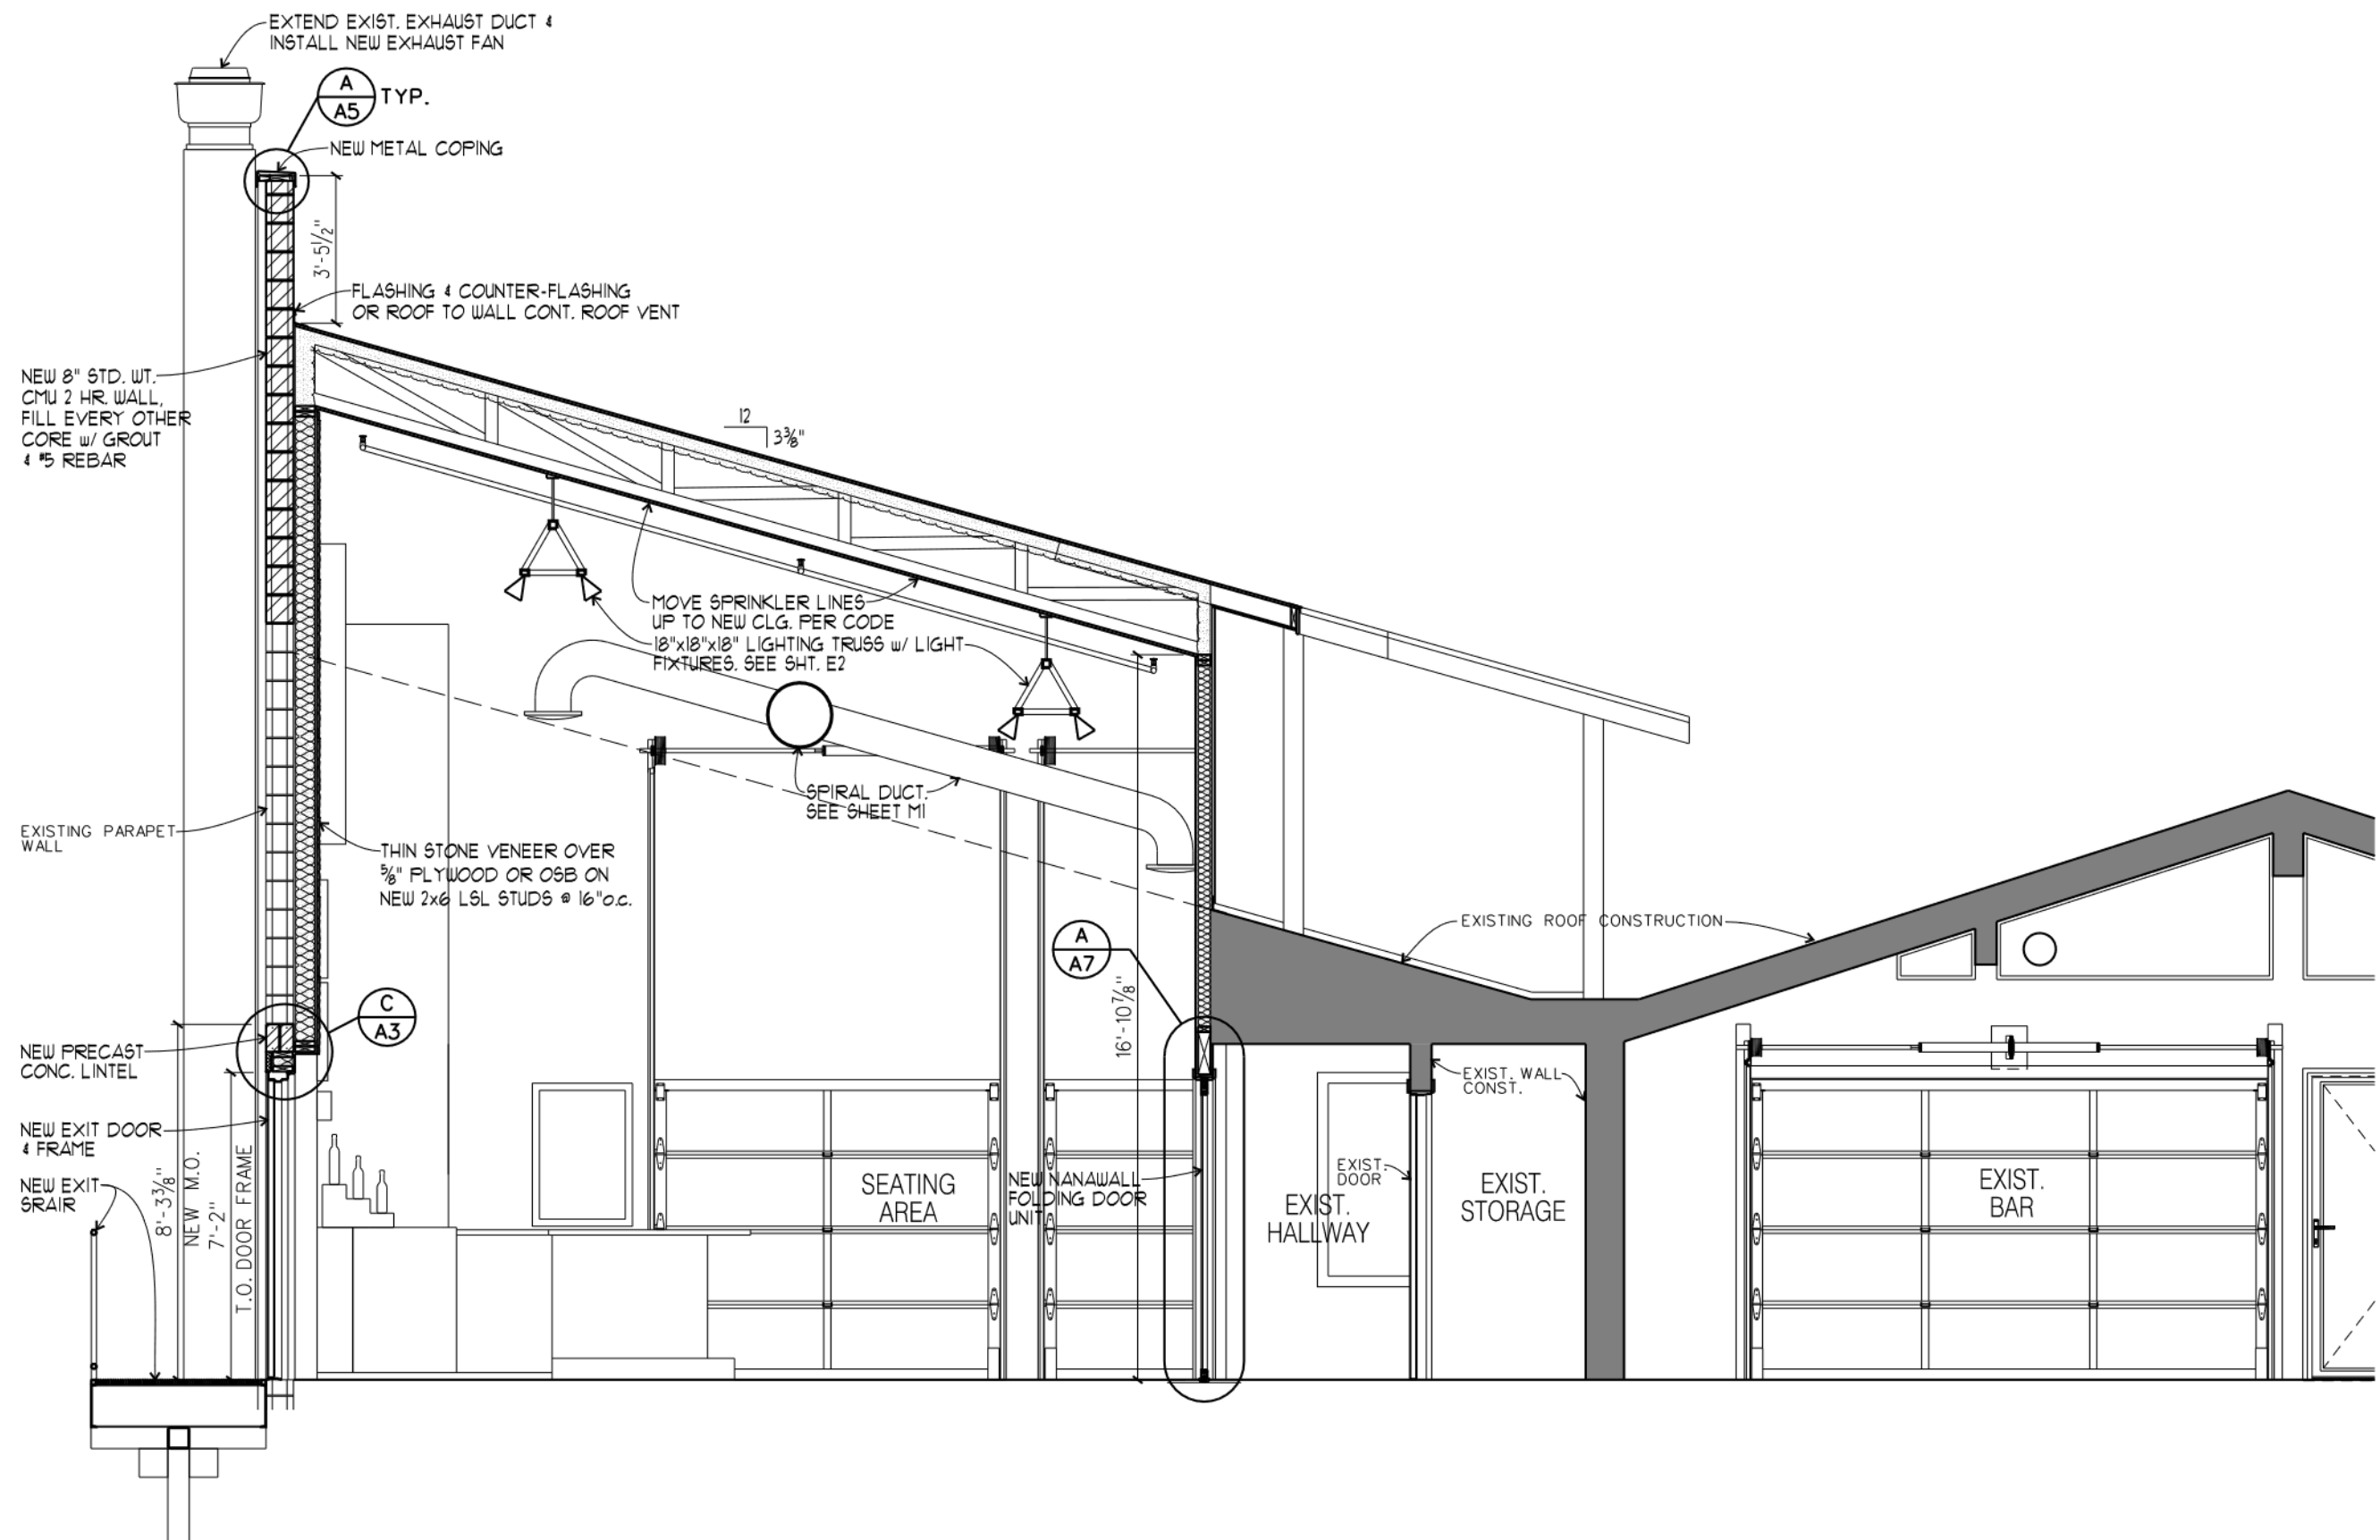 EXTEND EXIST. EXHAUST DUCT &
INSTALL NEW EXHAUST FAN
A
A5
TYP.
NEW METAL COPING
3'-5½"
FLASHING & COUNTER-FLASHING
OR ROOF TO WALL CONT. ROOF VENT
NEW 8" STD. WT.
CMU 2 HR. WALL,
FILL EVERY OTHER
CORE w/ GROUT
& #5 REBAR
12
3⅜"
MOVE SPRINKLER LINES
UP TO NEW CLG. PER CODE
18"x18"x18" LIGHTING TRUSS w/ LIGHT
FIXTURES. SEE SHT. E2
SPIRAL DUCT.
SEE SHEET M1
EXISTING PARAPET
WALL
THIN STONE VENEER OVER
⅝" PLYWOOD OR OSB ON
NEW 2x6 LSL STUDS @ 16"o.c.
A
A7
16'-10⅞"
EXISTING ROOF CONSTRUCTION
C
A3
NEW PRECAST
CONC. LINTEL
EXIST. WALL
CONST.
NEW EXIT DOOR
& FRAME
NEW EXIT
SRAIR
8'-3⅜"
NEW M.O.
7'-2"
T.O. DOOR FRAME
SEATING
AREA
NEW NANAWALL
FOLDING DOOR
UNIT
EXIST.
DOOR
EXIST.
HALLWAY
EXIST.
STORAGE
EXIST.
BAR